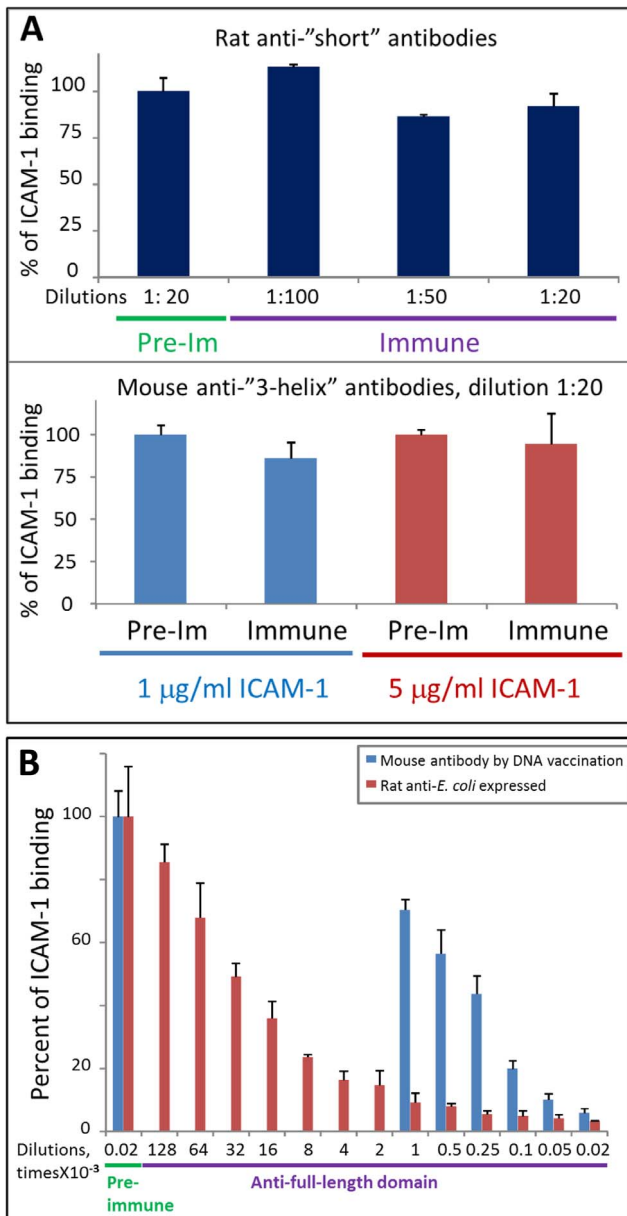 A
Rat anti-"short" antibodies
% of ICAM-1 binding
100
75
50
25
0
Dilutions 1: 20 1:100 1:50 1:20
Pre-Im Immune
Mouse anti-"3-helix" antibodies, dilution 1:20
% of ICAM-1 binding
100
75
50
25
0
Pre-Im Immune Pre-Im Immune
1 μg/ml ICAM-1 5 μg/ml ICAM-1
B
Mouse antibody by DNA vaccination
Rat anti-E. coli expressed
Percent of ICAM-1 binding
100
60
20
0
Dilutions, 0.02 128 64 32 16 8 4 2 1 0.5 0.25 0.1 0.05 0.02
timesX10⁻³
Pre- Anti-full-length domain
immune